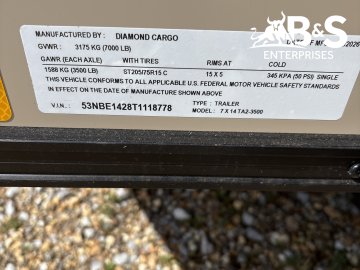 MANUFACTURED BY: DIAMOND CARGO
R&S
ENTERPRISES
GVWR: 3175 KG (7000 LB)
GAWR (EACH AXLE) WITH TIRES RIMS AT COLD
1588 KG (3500 LB) ST205/75R15 C 15 X 5 345 KPA (50 PSI) SINGLE
THIS VEHICLE CONFORMS TO ALL APPLICABLE U.S. FEDERAL MOTOR VEHICLE SAFETY STANDARDS
IN EFFECT ON THE DATE OF MANUFACTURE SHOWN ABOVE
V.I.N.: 53NBE1428T1118778 TYPE: TRAILER
MODEL: 7 X 14 TA2-3500